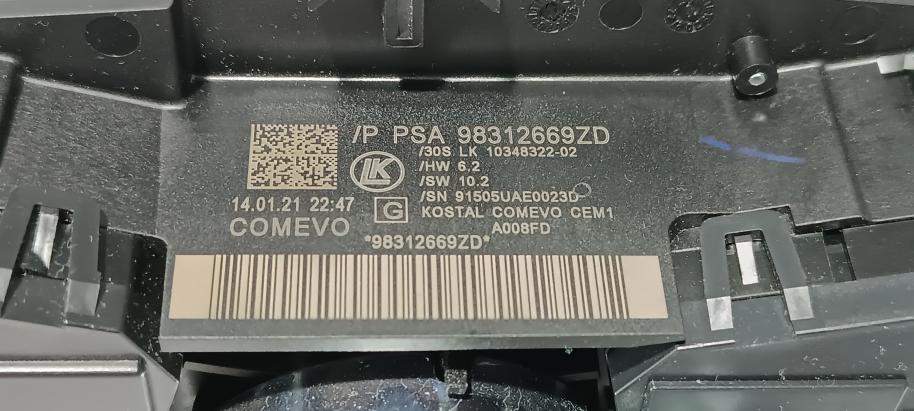 /P PSA 98312669ZD
/30S LK 10348322-02
/HW 6.2
/SW 10.2
/SN 91505UAE0023D
KOSTAL COMEVO CEM1
A008FD
LK
G
14.01.21 22:47
COMEVO
*98312669ZD*